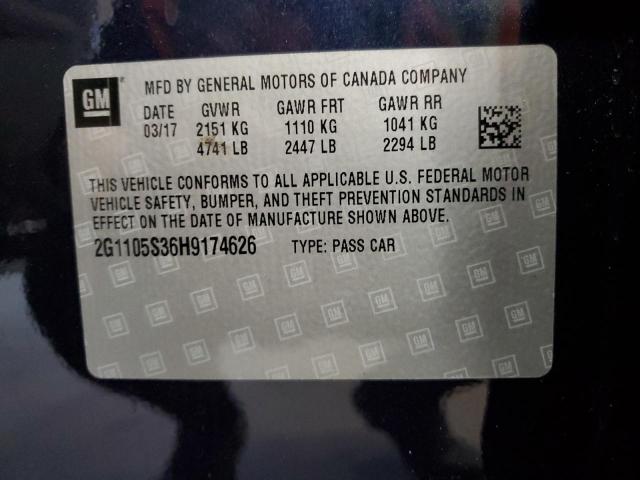 GM
MFD BY GENERAL MOTORS OF CANADA COMPANY
DATE GVWR GAWR FRT GAWR RR
03/17 2151 KG 1110 KG 1041 KG
4741 LB 2447 LB 2294 LB
THIS VEHICLE CONFORMS TO ALL APPLICABLE U.S. FEDERAL MOTOR
VEHICLE SAFETY, BUMPER, AND THEFT PREVENTION STANDARDS IN
EFFECT ON THE DATE OF MANUFACTURE SHOWN ABOVE.
2G1105S36H9174626 TYPE: PASS CAR